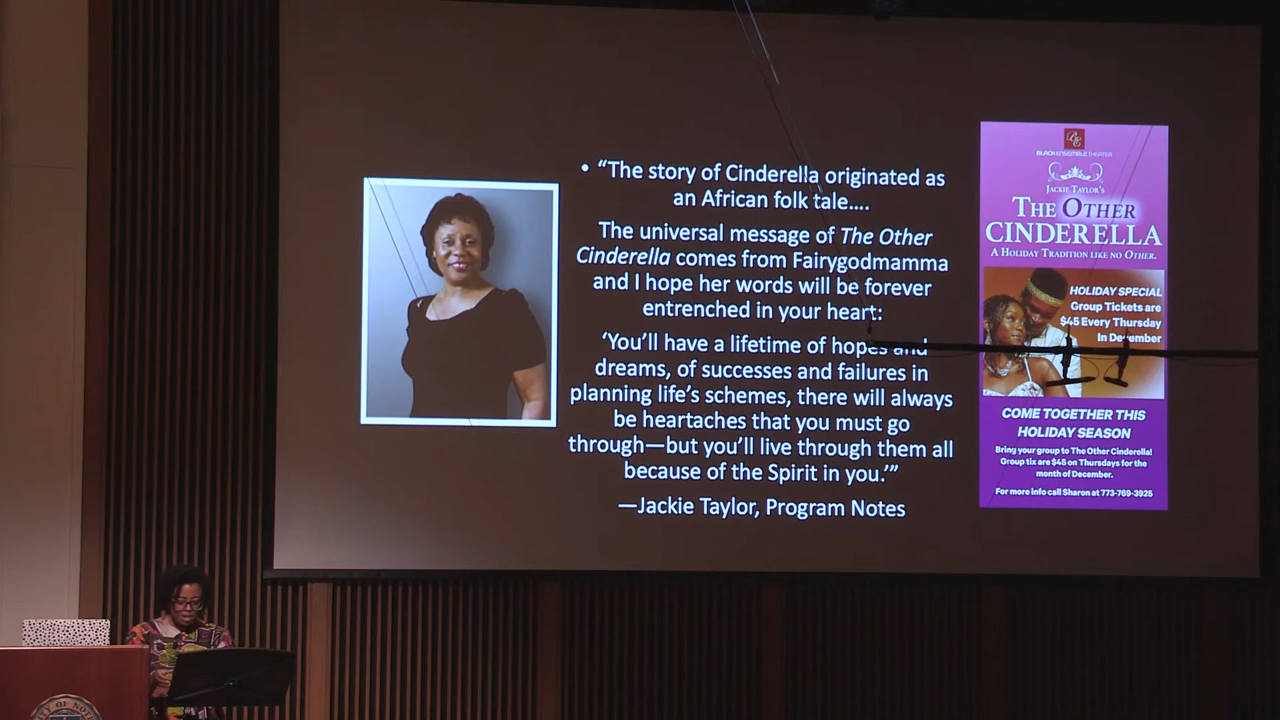 • “The story of Cinderella originated as
an African folk tale....
The universal message of The Other
Cinderella comes from Fairygodmamma
and I hope her words will be forever
entrenched in your heart:
‘You’ll have a lifetime of hopes and
dreams, of successes and failures in
planning life’s schemes, there will always
be heartaches that you must go
through—but you’ll live through them all
because of the Spirit in you.’”
—Jackie Taylor, Program Notes
BLACK ENSEMBLE THEATER
JACKIE TAYLOR’S
THE OTHER
CINDERELLA
A HOLIDAY TRADITION LIKE NO OTHER.
HOLIDAY SPECIAL
Group Tickets are
$45 Every Thursday
In December
COME TOGETHER THIS
HOLIDAY SEASON
Bring your group to The Other Cinderella!
Group tix are $45 on Thursdays for the
month of December.
For more info call Sharon at 773-769-3925